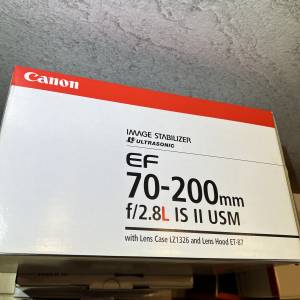 Canon
IMAGE STABILIZER
ULTRASONIC
EF
70-200mm
f/2.8L IS II USM
with Lens Case LZ1326 and Lens Hood ET-87